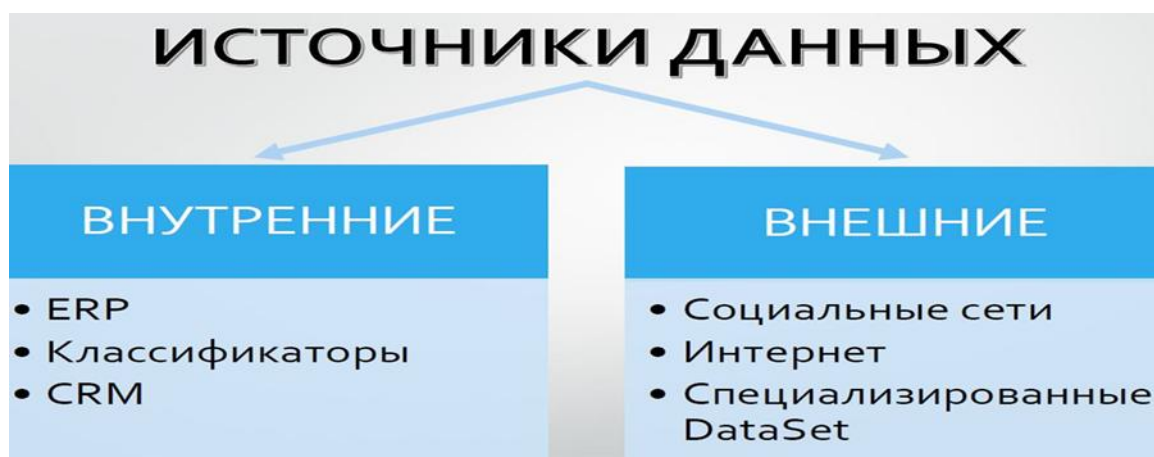 ИСТОЧНИКИ ДАННЫХ
ВНУТРЕННИЕ
• ERP
• Классификаторы
• CRM
ВНЕШНИЕ
• Социальные сети
• Интернет
• Специализированные
DataSet